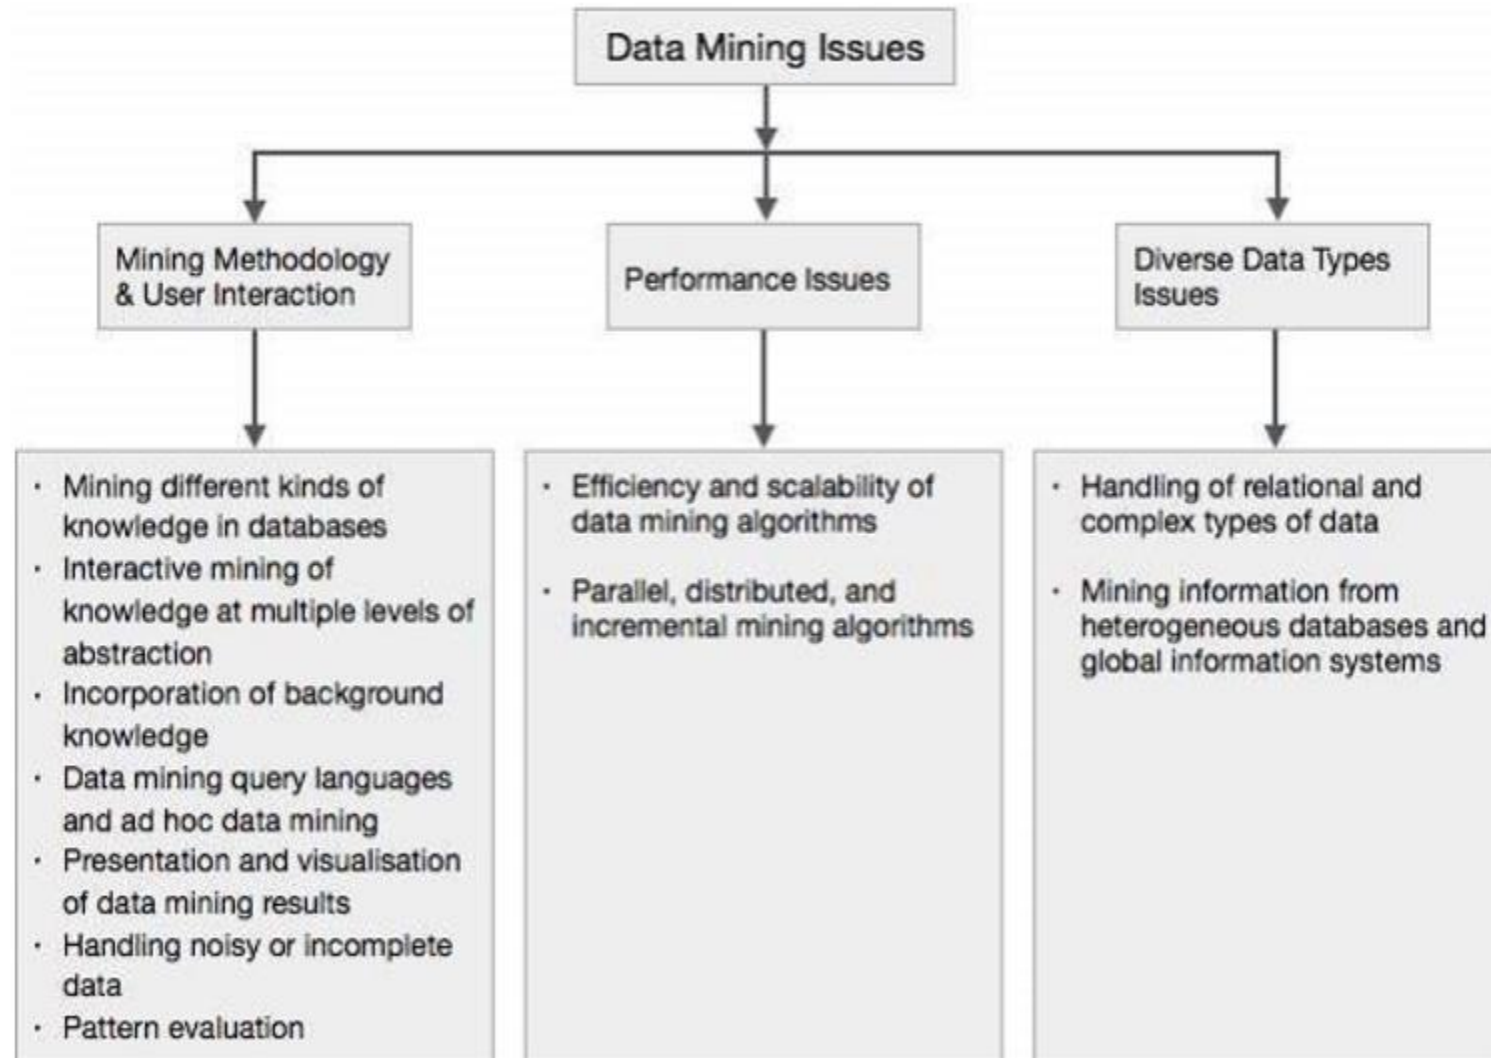 Data Mining Issues
Mining Methodology
& User Interaction
Performance Issues
Diverse Data Types
Issues
· Mining different kinds of
knowledge in databases
· Interactive mining of
knowledge at multiple levels of
abstraction
· Incorporation of background
knowledge
· Data mining query languages
and ad hoc data mining
· Presentation and visualisation
of data mining results
· Handling noisy or incomplete
data
· Pattern evaluation
· Efficiency and scalability of
data mining algorithms
· Parallel, distributed, and
incremental mining algorithms
· Handling of relational and
complex types of data
· Mining information from
heterogeneous databases and
global information systems